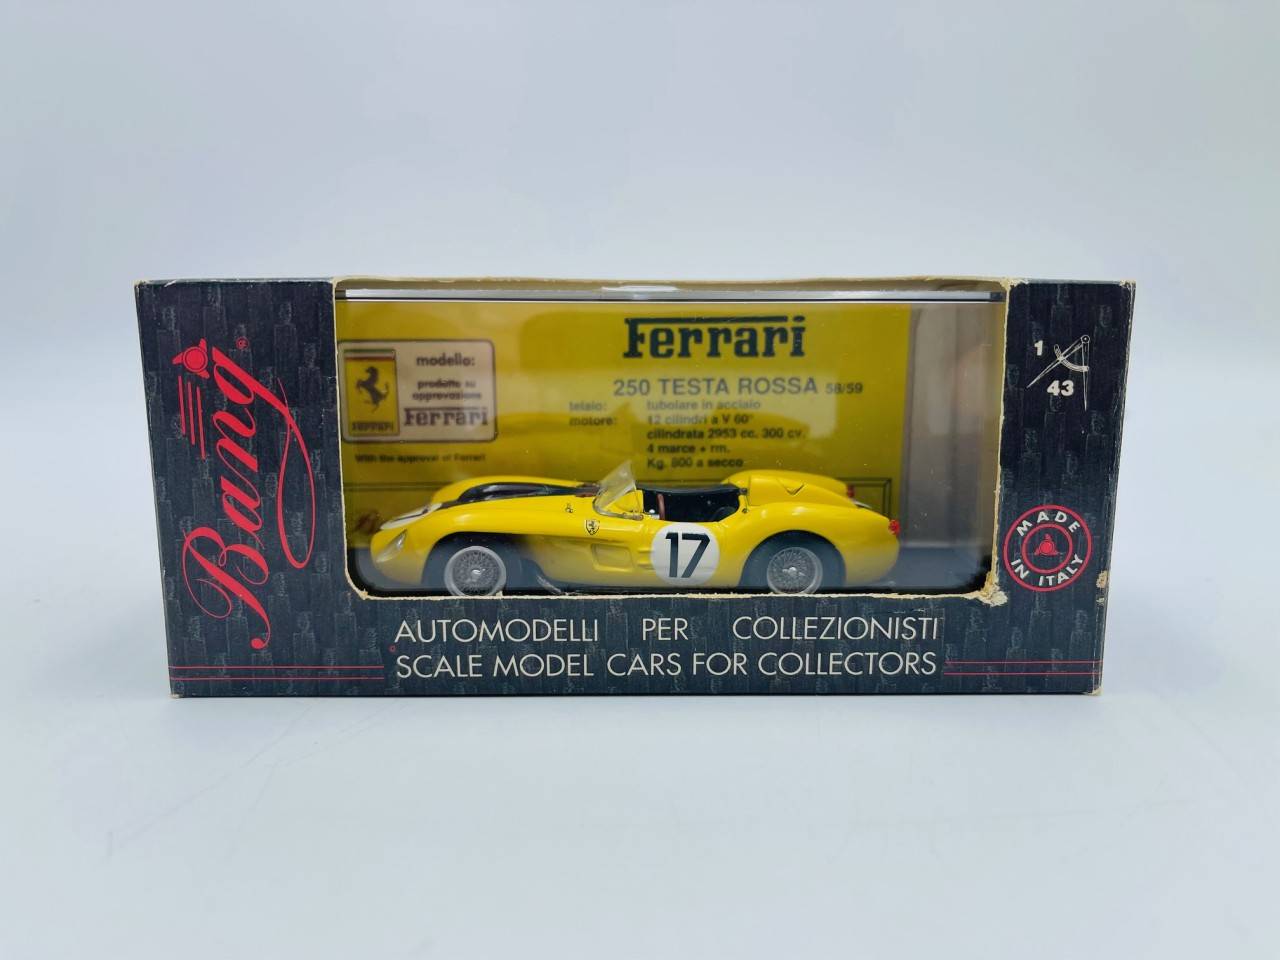 Bang®
Ferrari
modello:
prodotto su
approvazione
Ferrari
With the approval of Ferrari
Ferrari
250 TESTA ROSSA 58/59
telaio: tubolare in acciaio
motore: 12 cilindri a V 60°
cilindrata 2953 cc. 300 cv.
4 marce + rm.
Kg. 800 a secco
17
1
43
MADE IN ITALY
AUTOMODELLI PER COLLEZIONISTI
© SCALE MODEL CARS FOR COLLECTORS